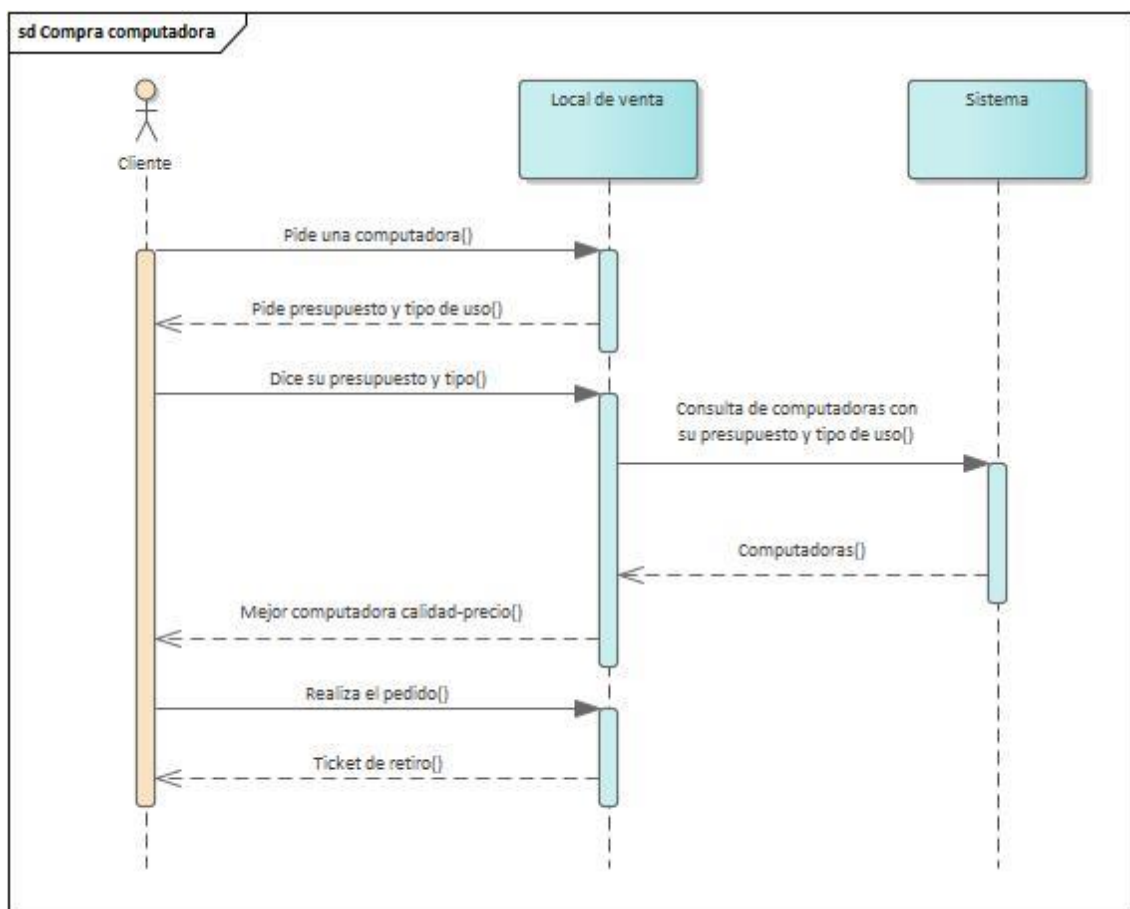 sd Compra computadora
Local de venta
Sistema
Cliente
Pide una computadora()
Pide presupuesto y tipo de uso()
Dice su presupuesto y tipo()
Consulta de computadoras con
su presupuesto y tipo de uso()
Computadoras()
Mejor computadora calidad-precio()
Realiza el pedido()
Ticket de retiro()